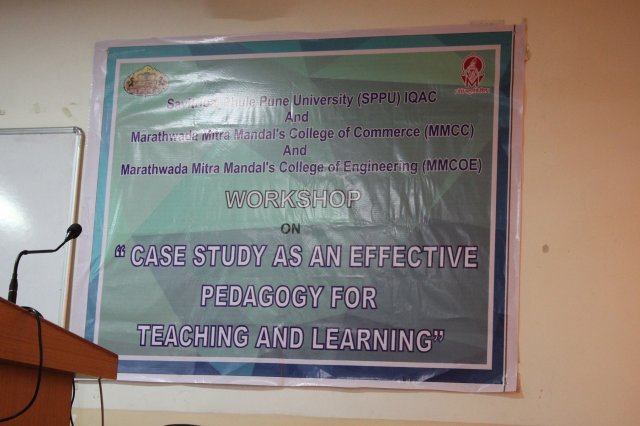 Savitribai Phule Pune University (SPPU) IQAC
And
Marathwada Mitra Mandal's College of Commerce (MMCC)
And
Marathwada Mitra Mandal's College of Engineering (MMCOE)
WORKSHOP
ON
“ CASE STUDY AS AN EFFECTIVE
PEDAGOGY FOR
TEACHING AND LEARNING”